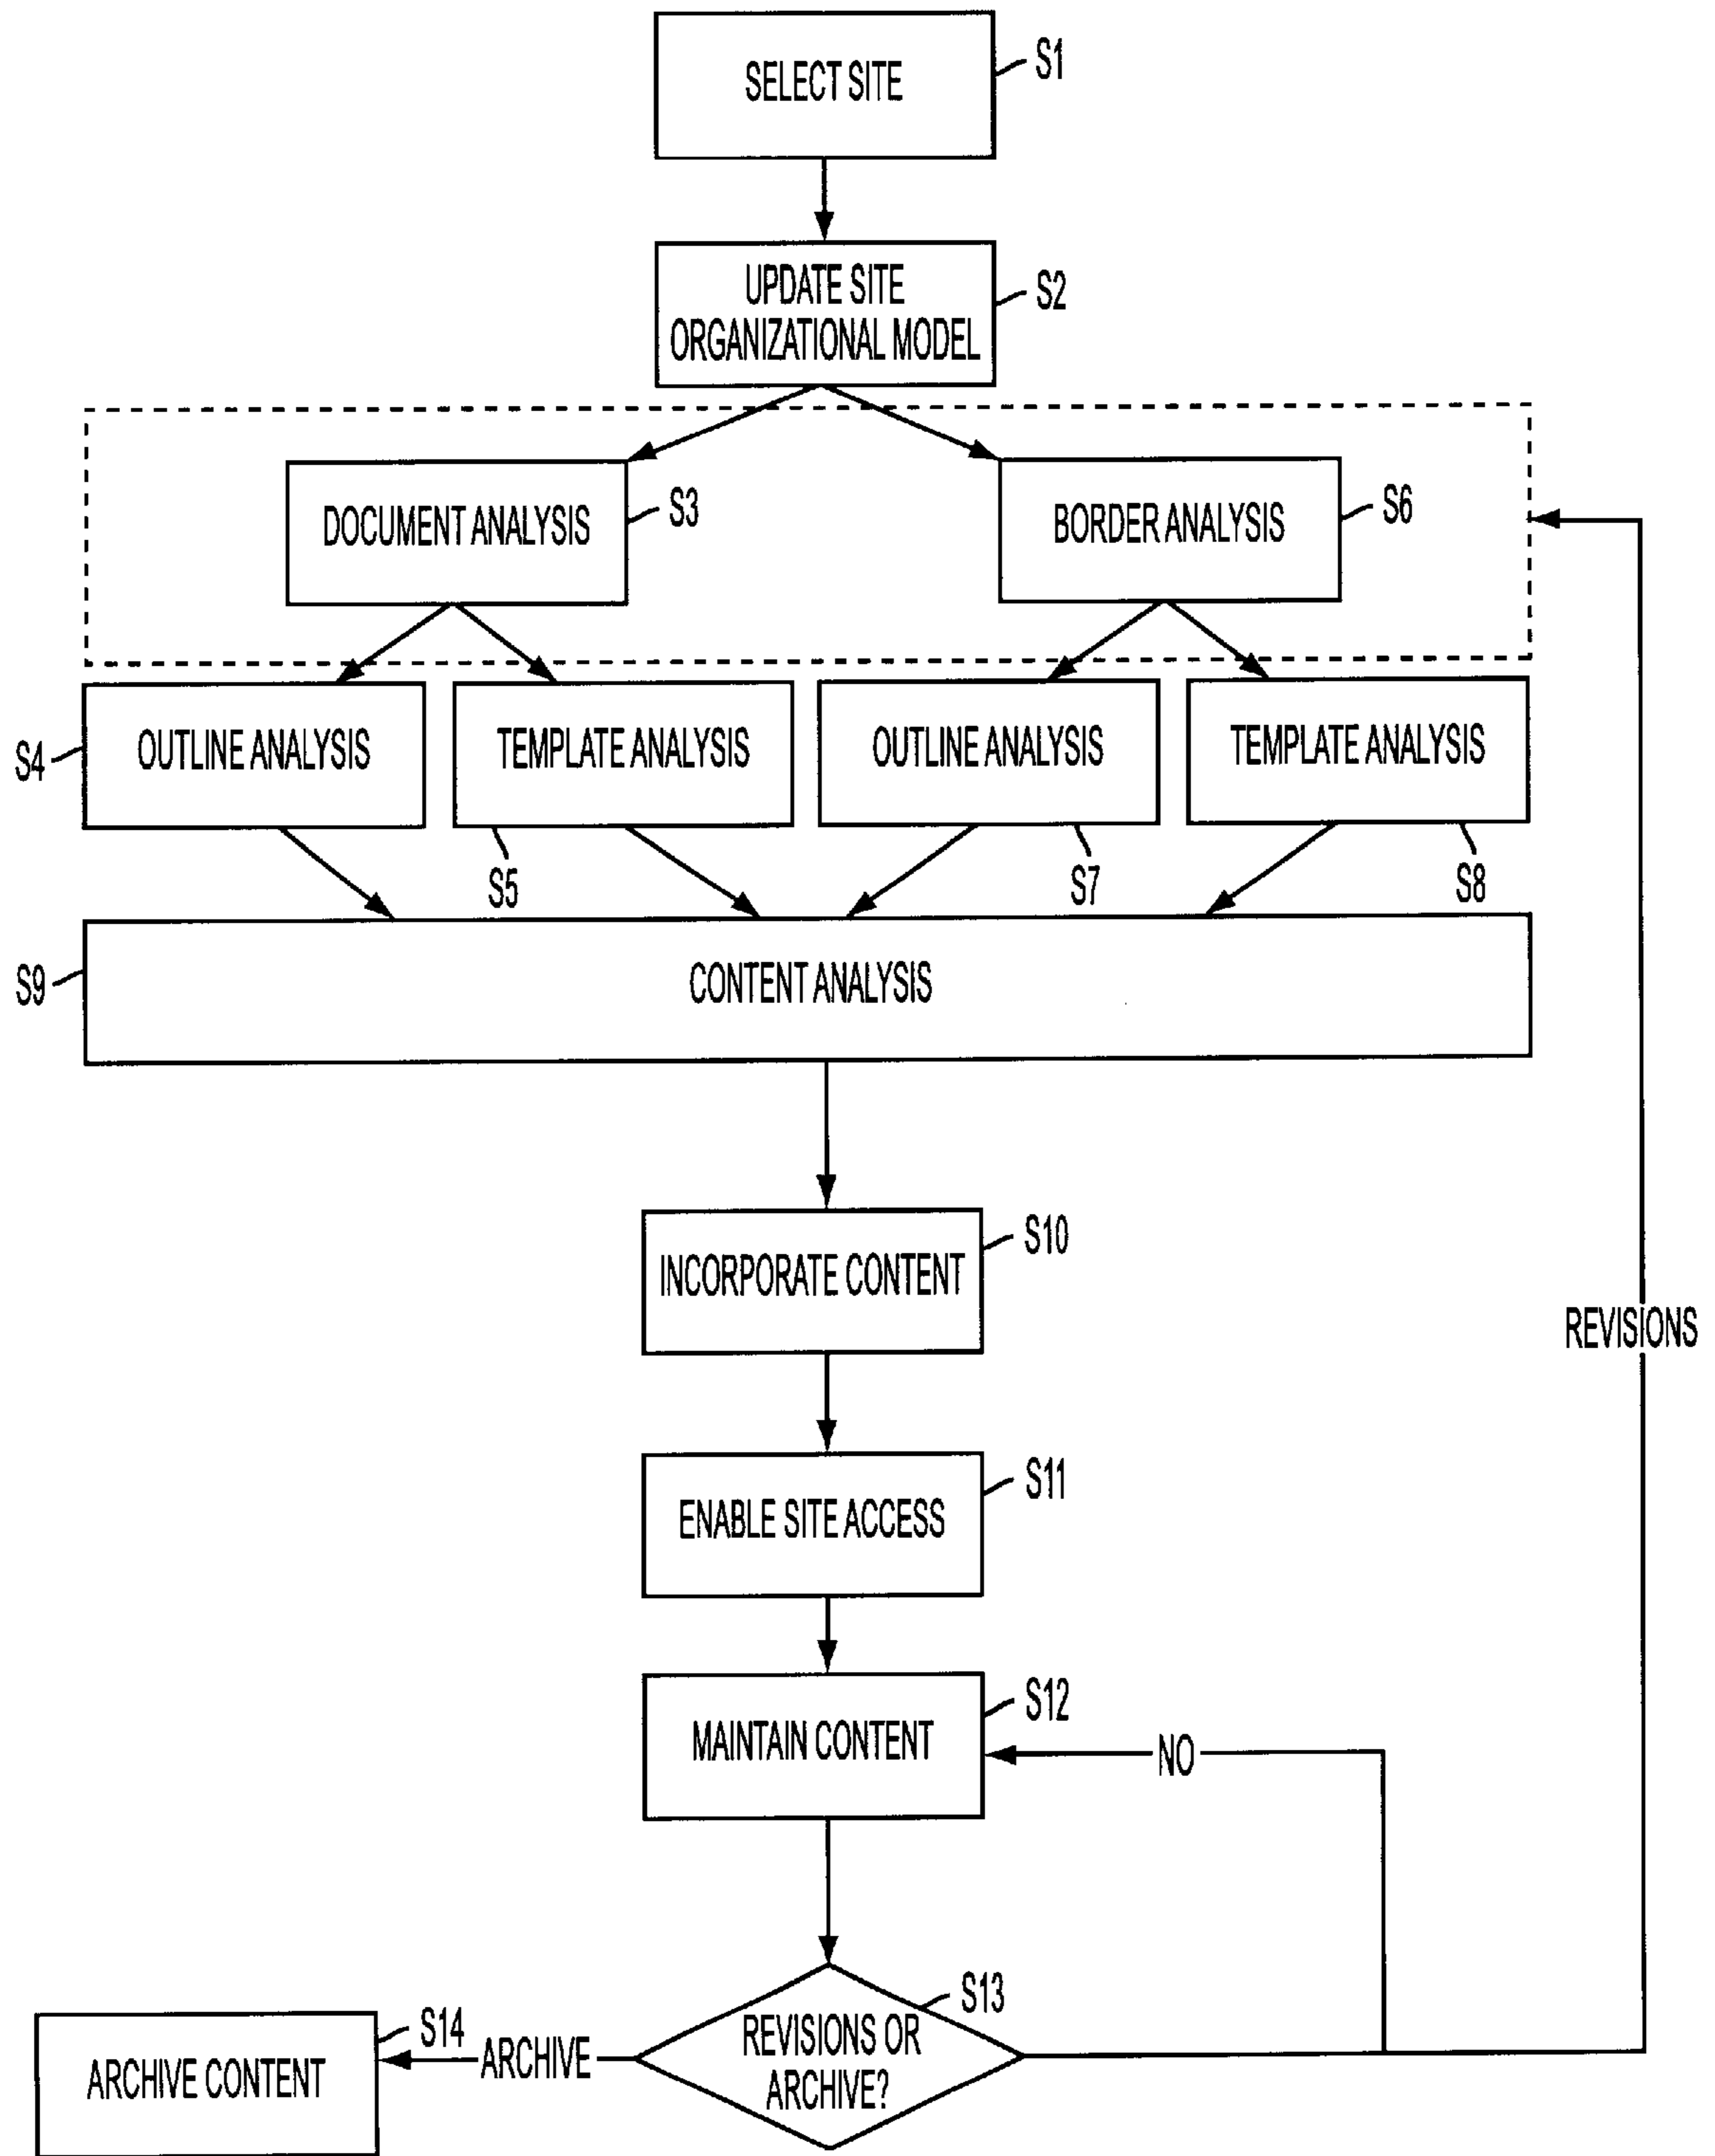 SELECT SITE
S1
UPDATE SITE
ORGANIZATIONAL MODEL
S2
DOCUMENT ANALYSIS
S3
BORDER ANALYSIS
S6
S4
OUTLINE ANALYSIS
TEMPLATE ANALYSIS
OUTLINE ANALYSIS
TEMPLATE ANALYSIS
S5
S7
S8
S9
CONTENT ANALYSIS
S10
INCORPORATE CONTENT
REVISIONS
S11
ENABLE SITE ACCESS
S12
MAINTAIN CONTENT
NO
S13
REVISIONS OR
ARCHIVE?
ARCHIVE
S14
ARCHIVE CONTENT